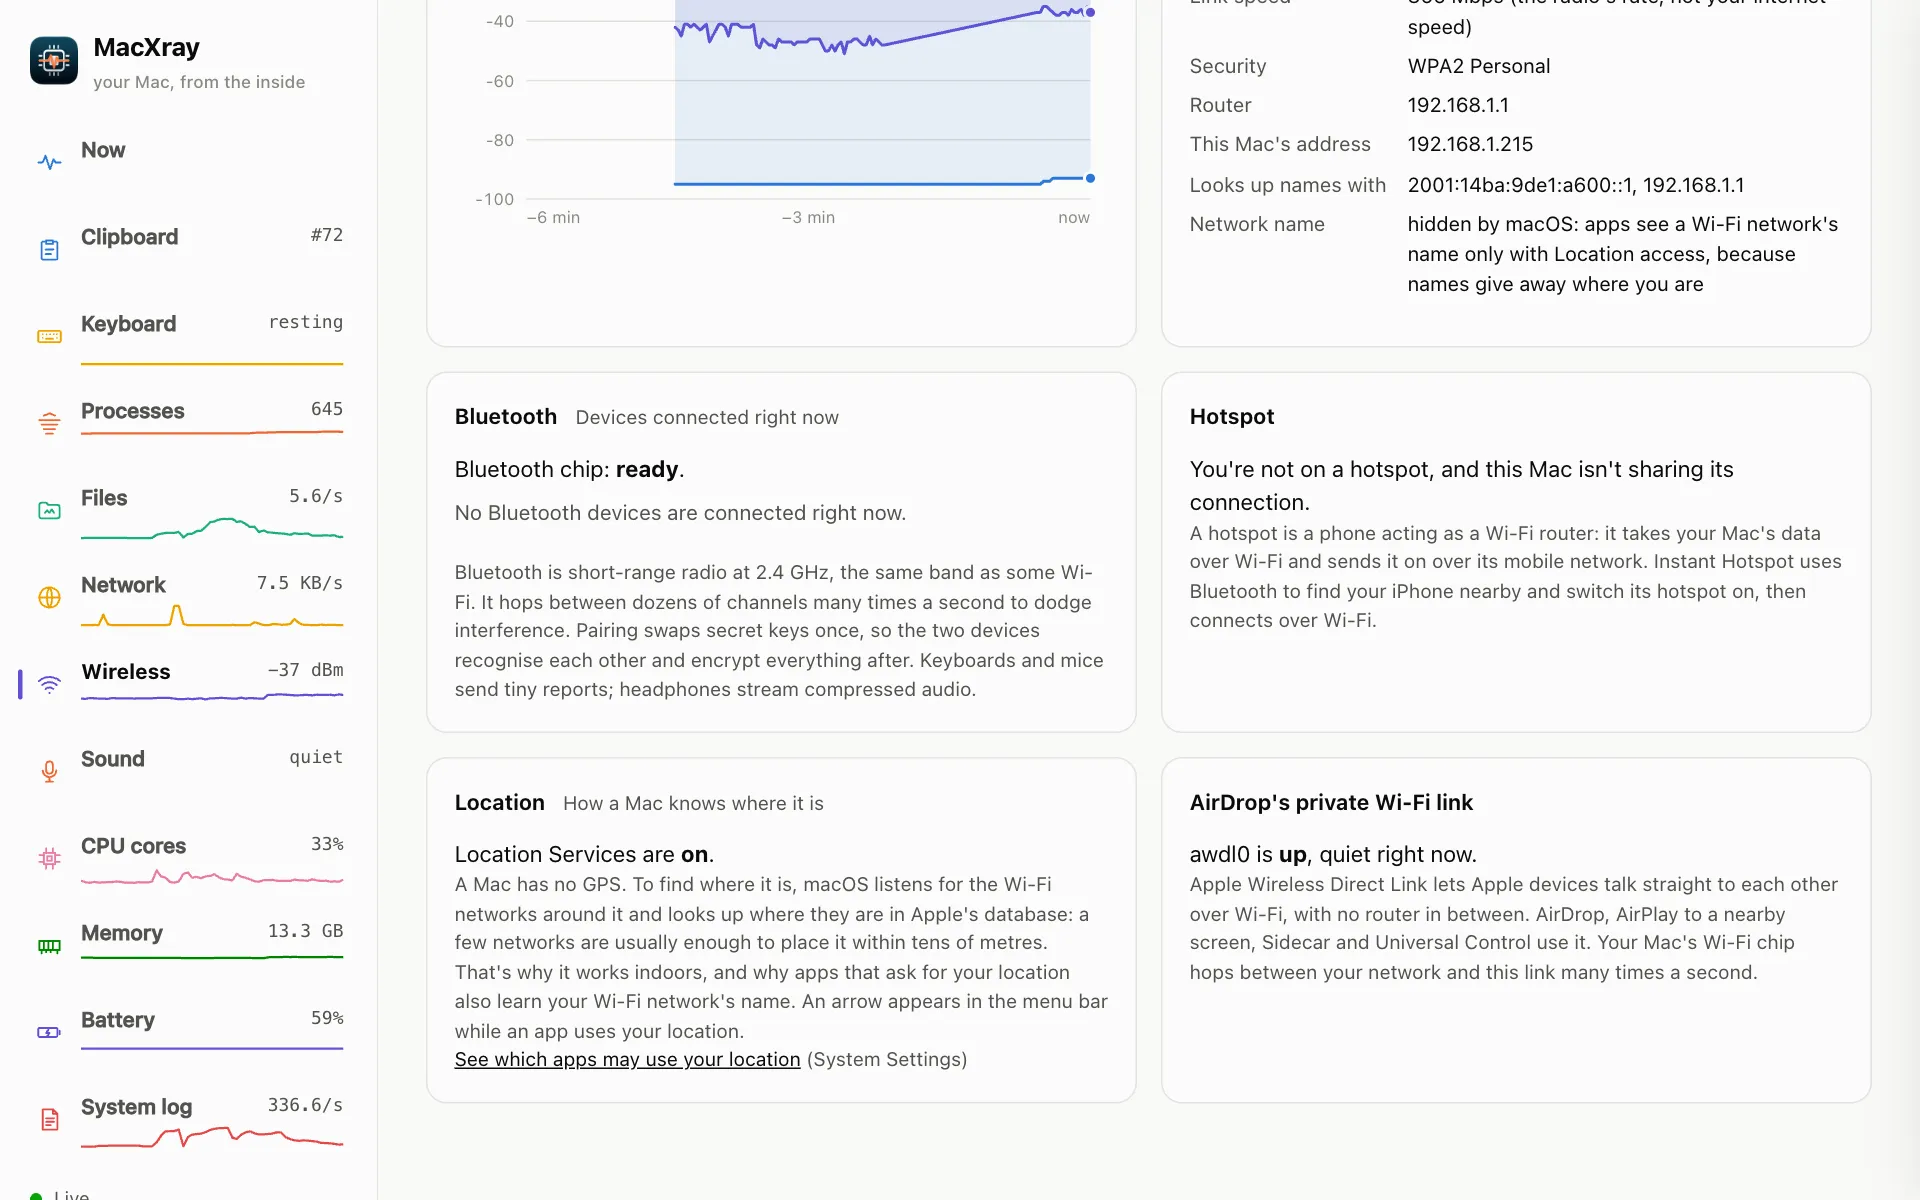 MacXray
your Mac, from the inside
Now
Clipboard #72
Keyboard resting
Processes 645
Files 5.6/s
Network 7.5 KB/s
Wireless −37 dBm
Sound quiet
CPU cores 33%
Memory 13.3 GB
Battery 59%
System log 336.6/s
Live
-40
-60
-80
-100
−6 min −3 min now
speed)
Security WPA2 Personal
Router 192.168.1.1
This Mac's address 192.168.1.215
Looks up names with 2001:14ba:9de1:a600::1, 192.168.1.1
Network name hidden by macOS: apps see a Wi-Fi network's
name only with Location access, because
names give away where you are
Bluetooth Devices connected right now
Bluetooth chip: ready.
No Bluetooth devices are connected right now.
Bluetooth is short-range radio at 2.4 GHz, the same band as some Wi-
Fi. It hops between dozens of channels many times a second to dodge
interference. Pairing swaps secret keys once, so the two devices
recognise each other and encrypt everything after. Keyboards and mice
send tiny reports; headphones stream compressed audio.
Hotspot
You're not on a hotspot, and this Mac isn't sharing its
connection.
A hotspot is a phone acting as a Wi-Fi router: it takes your Mac's data
over Wi-Fi and sends it on over its mobile network. Instant Hotspot uses
Bluetooth to find your iPhone nearby and switch its hotspot on, then
connects over Wi-Fi.
Location How a Mac knows where it is
Location Services are on.
A Mac has no GPS. To find where it is, macOS listens for the Wi-Fi
networks around it and looks up where they are in Apple's database: a
few networks are usually enough to place it within tens of metres.
That's why it works indoors, and why apps that ask for your location
also learn your Wi-Fi network's name. An arrow appears in the menu bar
while an app uses your location.
See which apps may use your location (System Settings)
AirDrop's private Wi-Fi link
awdl0 is up, quiet right now.
Apple Wireless Direct Link lets Apple devices talk straight to each other
over Wi-Fi, with no router in between. AirDrop, AirPlay to a nearby
screen, Sidecar and Universal Control use it. Your Mac's Wi-Fi chip
hops between your network and this link many times a second.